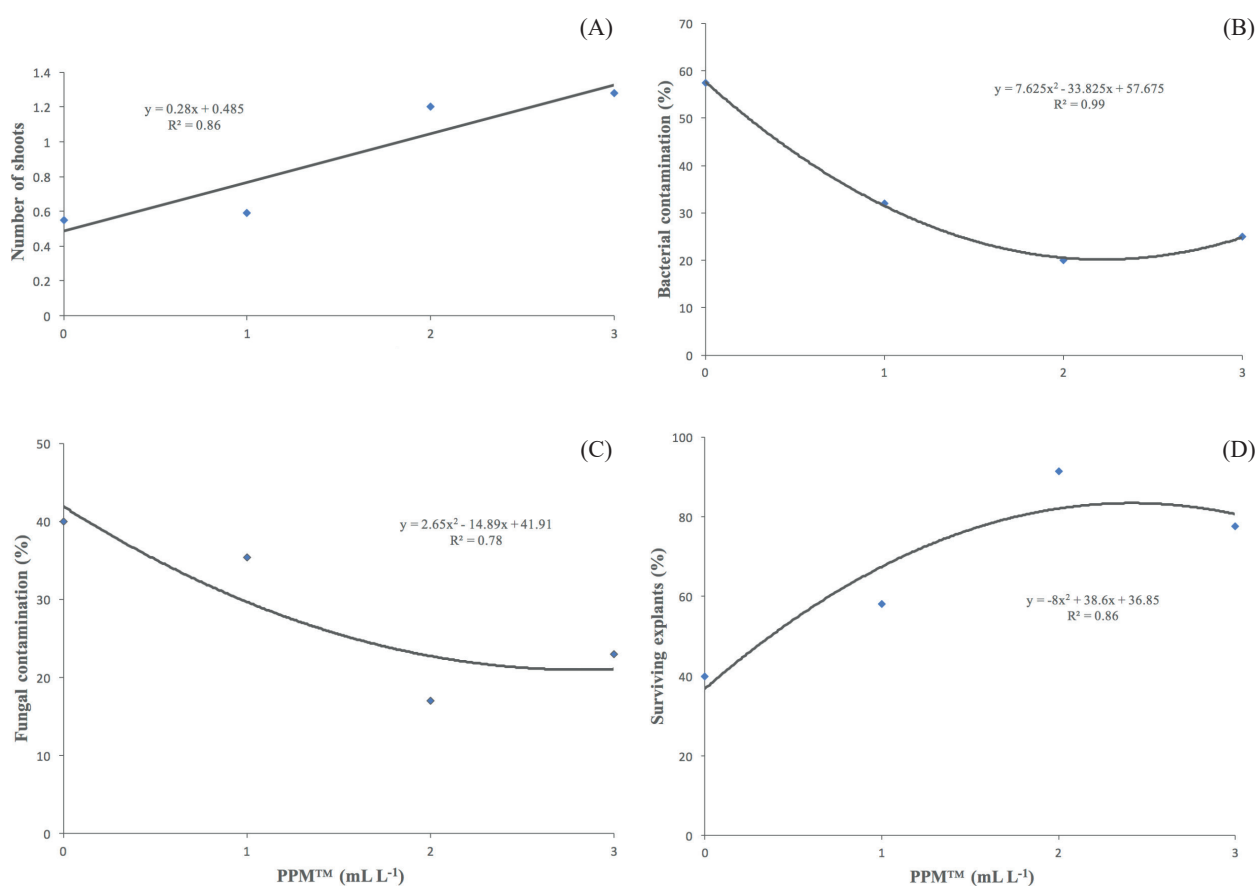 (A)
Number of shoots
1.4
1.2
1
0.8
0.6
0.4
0.2
0
y = 0.28x + 0.485
R² = 0.86
0 1 2 3
(B)
Bacterial contamination (%)
70
60
50
40
30
20
10
0
y = 7.625x² - 33.825x + 57.675
R² = 0.99
0 1 2 3
(C)
Fungal contamination (%)
50
40
30
20
10
0
y = 2.65x² - 14.89x + 41.91
R² = 0.78
0 1 2 3
PPM™ (mL L⁻¹)
(D)
Surviving explants (%)
100
80
60
40
20
0
y = -8x² + 38.6x + 36.85
R² = 0.86
0 1 2 3
PPM™ (mL L⁻¹)